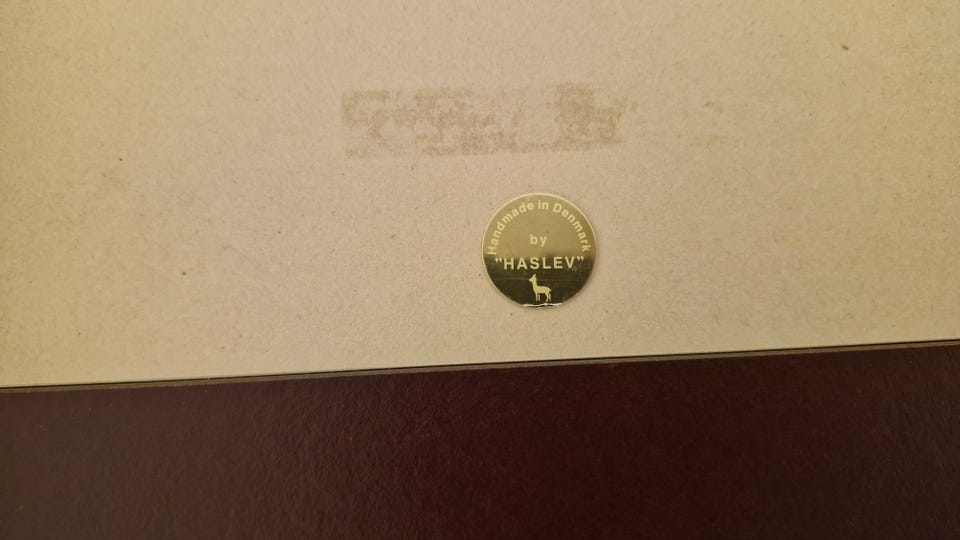 Handmade in Denmark
by
"HASLEV"